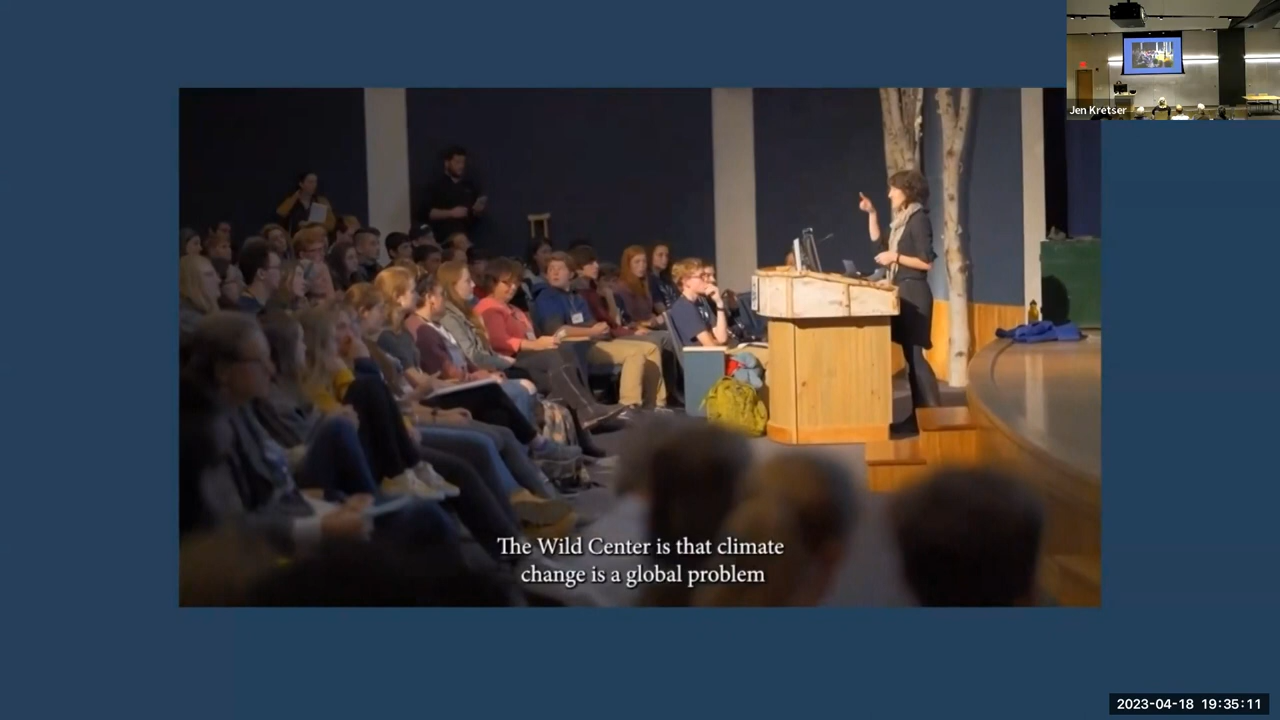 Jen Kretser
The Wild Center is that climate
change is a global problem
2023-04-18 19:35:11